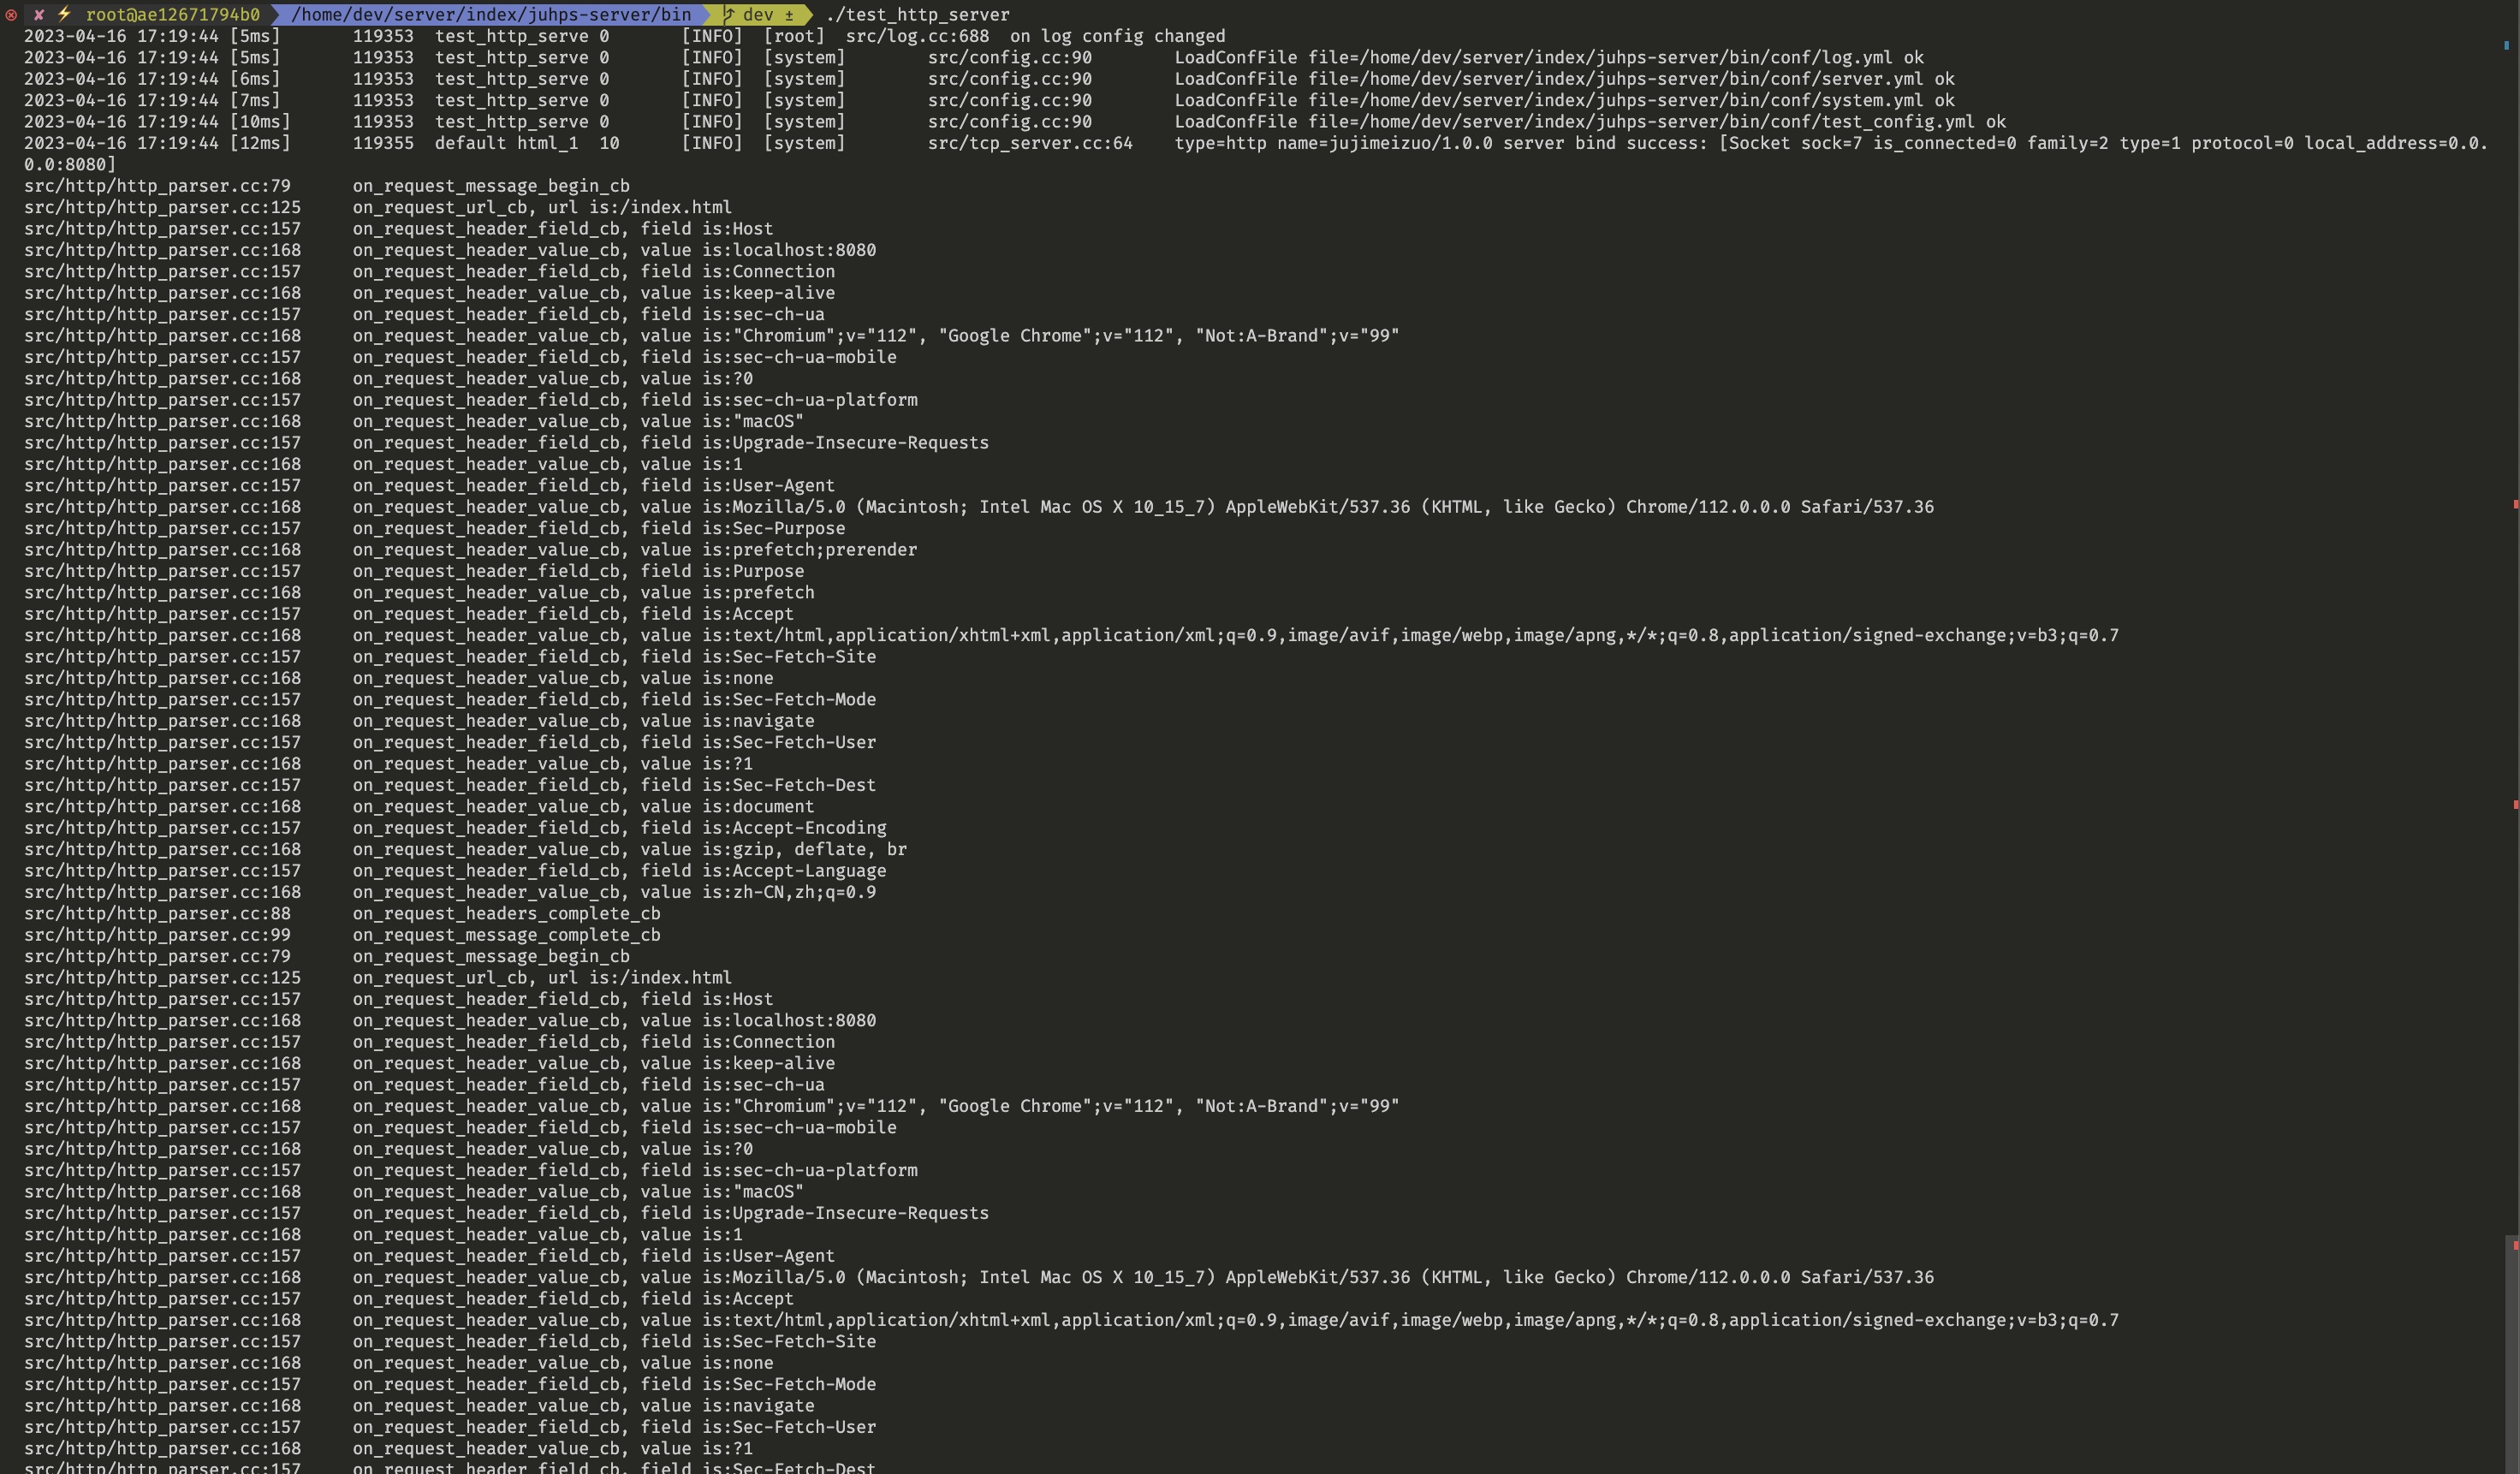 root@ae12671794b0 /home/dev/server/index/juhps-server/bin dev ± ./test_http_server
2023-04-16 17:19:44 [5ms] 119353 test_http_serve 0 [INFO] [root] src/log.cc:688 on log config changed
2023-04-16 17:19:44 [5ms] 119353 test_http_serve 0 [INFO] [system] src/config.cc:90 LoadConfFile file=/home/dev/server/index/juhps-server/bin/conf/log.yml ok
2023-04-16 17:19:44 [6ms] 119353 test_http_serve 0 [INFO] [system] src/config.cc:90 LoadConfFile file=/home/dev/server/index/juhps-server/bin/conf/server.yml ok
2023-04-16 17:19:44 [7ms] 119353 test_http_serve 0 [INFO] [system] src/config.cc:90 LoadConfFile file=/home/dev/server/index/juhps-server/bin/conf/system.yml ok
2023-04-16 17:19:44 [10ms] 119353 test_http_serve 0 [INFO] [system] src/config.cc:90 LoadConfFile file=/home/dev/server/index/juhps-server/bin/conf/test_config.yml ok
2023-04-16 17:19:44 [12ms] 119355 default html_1 10 [INFO] [system] src/tcp_server.cc:64 type=http name=jujimeizuo/1.0.0 server bind success: [Socket sock=7 is_connected=0 family=2 type=1 protocol=0 local_address=0.0.
0.0:8080]
src/http/http_parser.cc:79 on_request_message_begin_cb
src/http/http_parser.cc:125 on_request_url_cb, url is:/index.html
src/http/http_parser.cc:157 on_request_header_field_cb, field is:Host
src/http/http_parser.cc:168 on_request_header_value_cb, value is:localhost:8080
src/http/http_parser.cc:157 on_request_header_field_cb, field is:Connection
src/http/http_parser.cc:168 on_request_header_value_cb, value is:keep-alive
src/http/http_parser.cc:157 on_request_header_field_cb, field is:sec-ch-ua
src/http/http_parser.cc:168 on_request_header_value_cb, value is:"Chromium";v="112", "Google Chrome";v="112", "Not:A-Brand";v="99"
src/http/http_parser.cc:157 on_request_header_field_cb, field is:sec-ch-ua-mobile
src/http/http_parser.cc:168 on_request_header_value_cb, value is:?0
src/http/http_parser.cc:157 on_request_header_field_cb, field is:sec-ch-ua-platform
src/http/http_parser.cc:168 on_request_header_value_cb, value is:"macOS"
src/http/http_parser.cc:157 on_request_header_field_cb, field is:Upgrade-Insecure-Requests
src/http/http_parser.cc:168 on_request_header_value_cb, value is:1
src/http/http_parser.cc:157 on_request_header_field_cb, field is:User-Agent
src/http/http_parser.cc:168 on_request_header_value_cb, value is:Mozilla/5.0 (Macintosh; Intel Mac OS X 10_15_7) AppleWebKit/537.36 (KHTML, like Gecko) Chrome/112.0.0.0 Safari/537.36
src/http/http_parser.cc:157 on_request_header_field_cb, field is:Sec-Purpose
src/http/http_parser.cc:168 on_request_header_value_cb, value is:prefetch;prerender
src/http/http_parser.cc:157 on_request_header_field_cb, field is:Purpose
src/http/http_parser.cc:168 on_request_header_value_cb, value is:prefetch
src/http/http_parser.cc:157 on_request_header_field_cb, field is:Accept
src/http/http_parser.cc:168 on_request_header_value_cb, value is:text/html,application/xhtml+xml,application/xml;q=0.9,image/avif,image/webp,image/apng,*/*;q=0.8,application/signed-exchange;v=b3;q=0.7
src/http/http_parser.cc:157 on_request_header_field_cb, field is:Sec-Fetch-Site
src/http/http_parser.cc:168 on_request_header_value_cb, value is:none
src/http/http_parser.cc:157 on_request_header_field_cb, field is:Sec-Fetch-Mode
src/http/http_parser.cc:168 on_request_header_value_cb, value is:navigate
src/http/http_parser.cc:157 on_request_header_field_cb, field is:Sec-Fetch-User
src/http/http_parser.cc:168 on_request_header_value_cb, value is:?1
src/http/http_parser.cc:157 on_request_header_field_cb, field is:Sec-Fetch-Dest
src/http/http_parser.cc:168 on_request_header_value_cb, value is:document
src/http/http_parser.cc:157 on_request_header_field_cb, field is:Accept-Encoding
src/http/http_parser.cc:168 on_request_header_value_cb, value is:gzip, deflate, br
src/http/http_parser.cc:157 on_request_header_field_cb, field is:Accept-Language
src/http/http_parser.cc:168 on_request_header_value_cb, value is:zh-CN,zh;q=0.9
src/http/http_parser.cc:88 on_request_headers_complete_cb
src/http/http_parser.cc:99 on_request_message_complete_cb
src/http/http_parser.cc:79 on_request_message_begin_cb
src/http/http_parser.cc:125 on_request_url_cb, url is:/index.html
src/http/http_parser.cc:157 on_request_header_field_cb, field is:Host
src/http/http_parser.cc:168 on_request_header_value_cb, value is:localhost:8080
src/http/http_parser.cc:157 on_request_header_field_cb, field is:Connection
src/http/http_parser.cc:168 on_request_header_value_cb, value is:keep-alive
src/http/http_parser.cc:157 on_request_header_field_cb, field is:sec-ch-ua
src/http/http_parser.cc:168 on_request_header_value_cb, value is:"Chromium";v="112", "Google Chrome";v="112", "Not:A-Brand";v="99"
src/http/http_parser.cc:157 on_request_header_field_cb, field is:sec-ch-ua-mobile
src/http/http_parser.cc:168 on_request_header_value_cb, value is:?0
src/http/http_parser.cc:157 on_request_header_field_cb, field is:sec-ch-ua-platform
src/http/http_parser.cc:168 on_request_header_value_cb, value is:"macOS"
src/http/http_parser.cc:157 on_request_header_field_cb, field is:Upgrade-Insecure-Requests
src/http/http_parser.cc:168 on_request_header_value_cb, value is:1
src/http/http_parser.cc:157 on_request_header_field_cb, field is:User-Agent
src/http/http_parser.cc:168 on_request_header_value_cb, value is:Mozilla/5.0 (Macintosh; Intel Mac OS X 10_15_7) AppleWebKit/537.36 (KHTML, like Gecko) Chrome/112.0.0.0 Safari/537.36
src/http/http_parser.cc:157 on_request_header_field_cb, field is:Accept
src/http/http_parser.cc:168 on_request_header_value_cb, value is:text/html,application/xhtml+xml,application/xml;q=0.9,image/avif,image/webp,image/apng,*/*;q=0.8,application/signed-exchange;v=b3;q=0.7
src/http/http_parser.cc:157 on_request_header_field_cb, field is:Sec-Fetch-Site
src/http/http_parser.cc:168 on_request_header_value_cb, value is:none
src/http/http_parser.cc:157 on_request_header_field_cb, field is:Sec-Fetch-Mode
src/http/http_parser.cc:168 on_request_header_value_cb, value is:navigate
src/http/http_parser.cc:157 on_request_header_field_cb, field is:Sec-Fetch-User
src/http/http_parser.cc:168 on_request_header_value_cb, value is:?1
src/http/http_parser.cc:157 on_request_header_field_cb, field is:Sec-Fetch-Dest